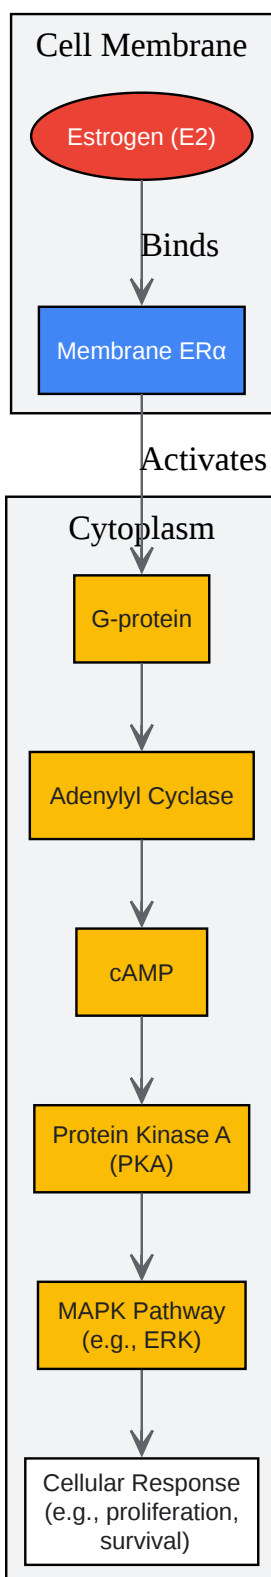 Cell Membrane
Estrogen (E2)
Binds
Membrane ERα
Activates
Cytoplasm
G-protein
Adenylyl Cyclase
cAMP
Protein Kinase A
(PKA)
MAPK Pathway
(e.g., ERK)
Cellular Response
(e.g., proliferation,
survival)